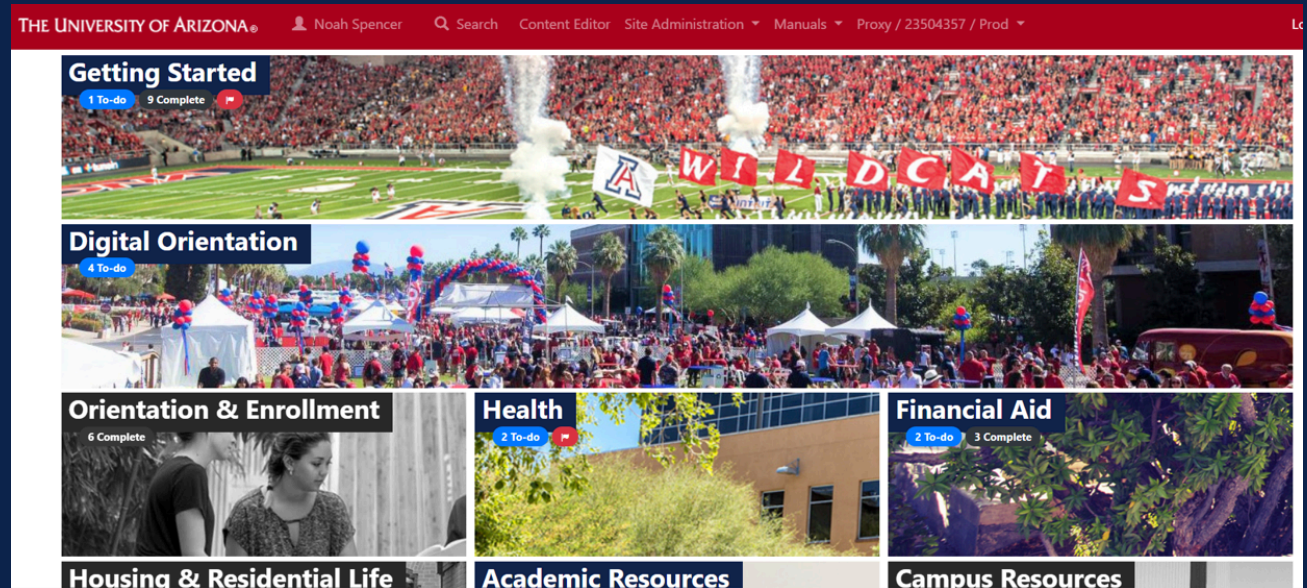 THE UNIVERSITY OF ARIZONA® Noah Spencer Search Content Editor Site Administration Manuals Proxy / 23504357 / Prod Lo
Getting Started
1 To-do 9 Complete
A WILDCATS
Digital Orientation
4 To-do
Orientation & Enrollment
6 Complete
Health
2 To-do
Financial Aid
2 To-do 3 Complete
Housing & Residential Life
Academic Resources
Campus Resources